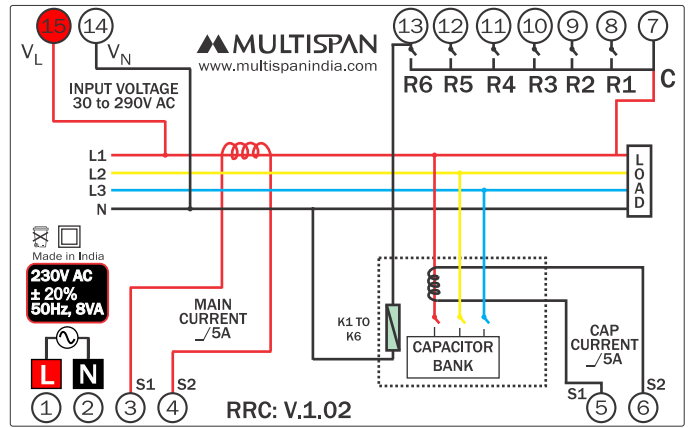 15 14 13 12 11 10 9 8 7
VL VN
MULTISPAN
www.multispanindia.com
R6 R5 R4 R3 R2 R1 C
INPUT VOLTAGE
30 to 290V AC
L1
L2
L3
N
LOAD
Made in India
230V AC
± 20%
50Hz, 8VA
MAIN
CURRENT
_/5A
K1 TO
K6
CAPACITOR
BANK
CAP
CURRENT
_/5A
L N
S1 S2 S1 S2
1 2 3 4 5 6
RRC: V.1.02